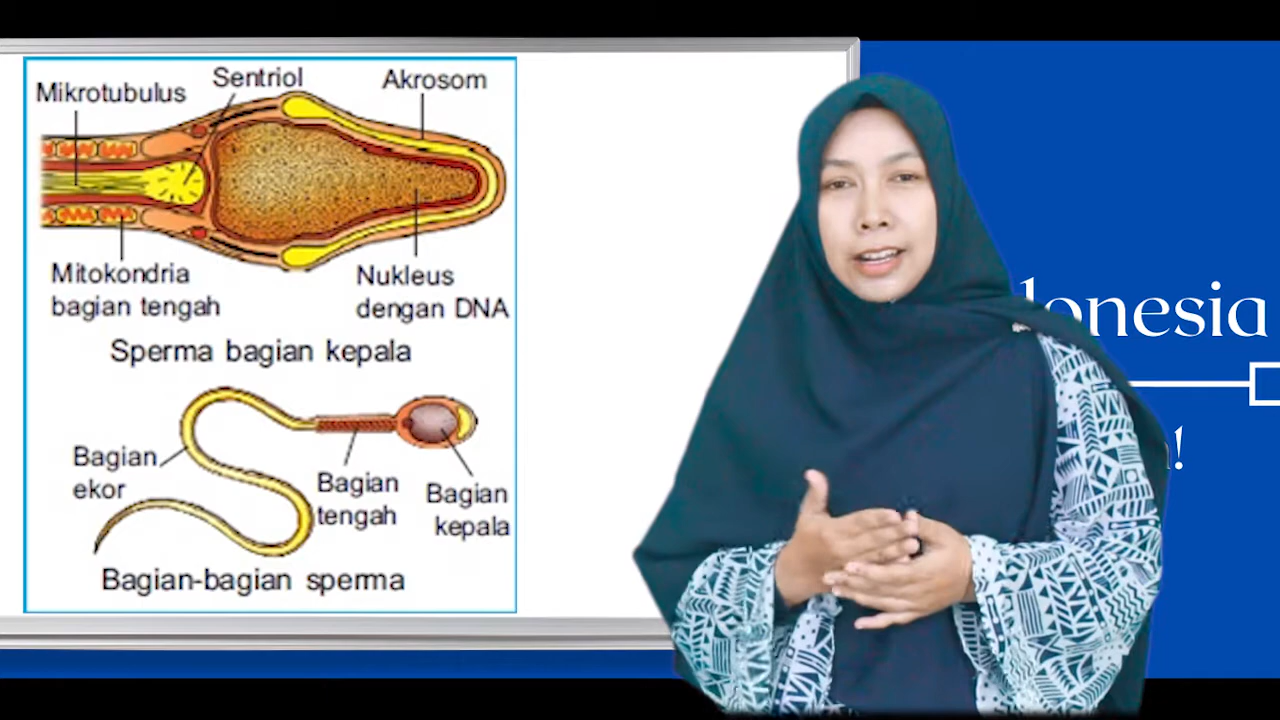 Sentriol
Akrosom
Mikrotubulus
Mitokondria
bagian tengah
Nukleus
dengan DNA
Sperma bagian kepala
Bagian
ekor
Bagian
tengah
Bagian
kepala
Bagian-bagian sperma